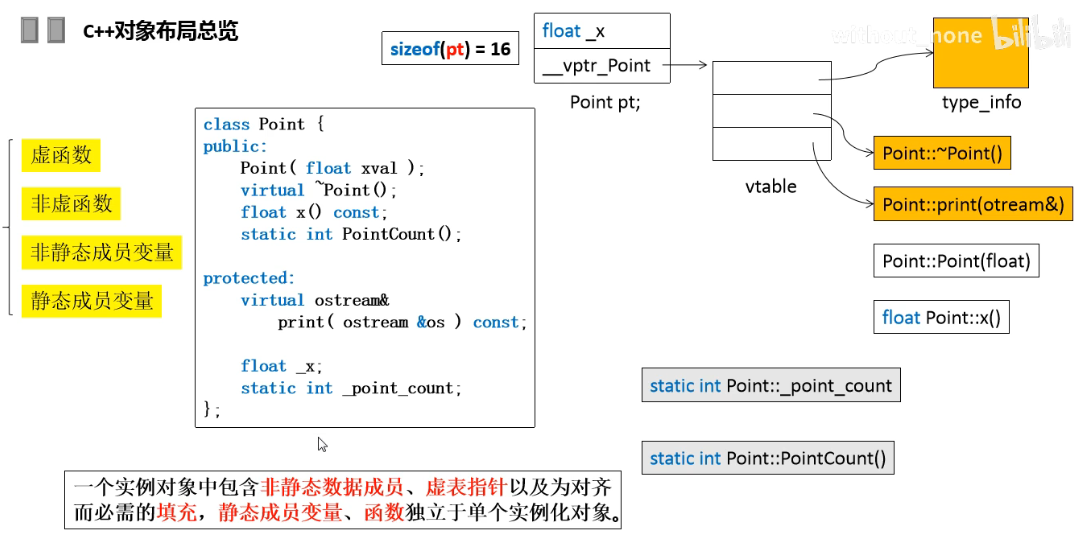 C++对象布局总览
without_none bilibili
sizeof(pt) = 16
float _x
__vptr_Point
Point pt;
vtable
type_info
Point::~Point()
Point::print(otream&)
Point::Point(float)
float Point::x()
static int Point::_point_count
static int Point::PointCount()
虚函数
非虚函数
非静态成员变量
静态成员变量
class Point {
public:
Point( float xval );
virtual ~Point();
float x() const;
static int PointCount();
protected:
virtual ostream&
print( ostream &os ) const;
float _x;
static int _point_count;
};
一个实例对象中包含非静态数据成员、虚表指针以及为对齐
而必需的填充，静态成员变量、函数独立于单个实例化对象。